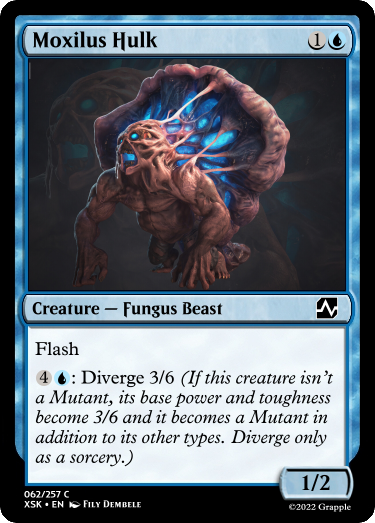 Moxilus Hulk 1
Creature — Fungus Beast
Flash
4 : Diverge 3/6 (If this creature isn't
a Mutant, its base power and toughness
become 3/6 and it becomes a Mutant in
addition to its other types. Diverge only
as a sorcery.)
1/2
062/257 C
XSK • EN FILY DEMBELE
©2022 Grapple